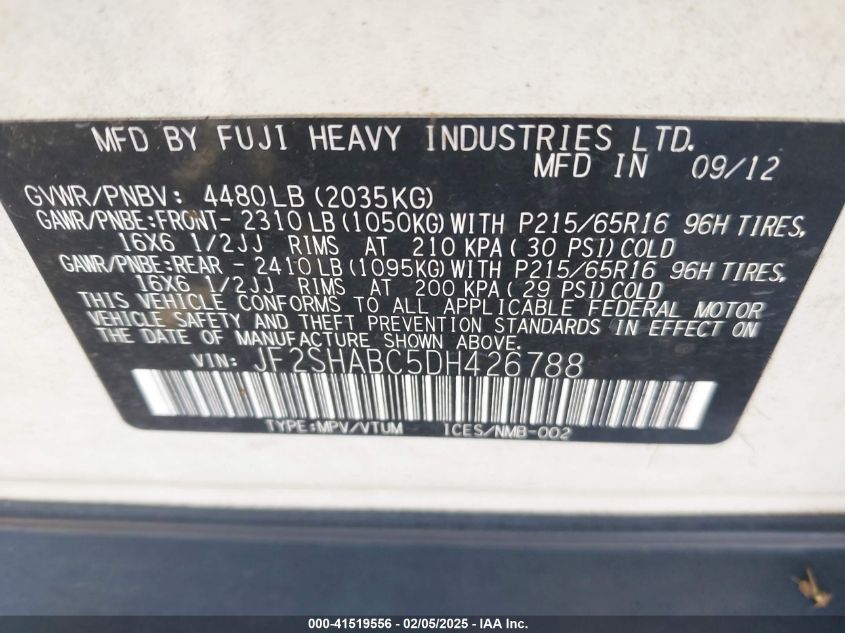 MFD BY FUJI HEAVY INDUSTRIES LTD.
MFD IN 09/12
GVWR/PNBV: 4480LB(2035KG)
GAWR/PNBE:FRONT- 2310LB(1050KG)WITH P215/65R16 96H TIRES,
16X6 1/2JJ RIMS AT 210 KPA(30 PSI)COLD
GAWR/PNBE:REAR - 2410LB(1095KG)WITH P215/65R16 96H TIRES,
16X6 1/2JJ RIMS AT 200 KPA(29 PSI)COLD
THIS VEHICLE CONFORMS TO ALL APPLICABLE FEDERAL MOTOR
VEHICLE SAFETY AND THEFT PREVENTION STANDARDS IN EFFECT ON
THE DATE OF MANUFACTURE SHOWN ABOVE.
VIN: JF2SHABC5DH426788
TYPE:MPV/VTUM ICES/NMB-002
000-41519556 - 02/05/2025 - IAA Inc.